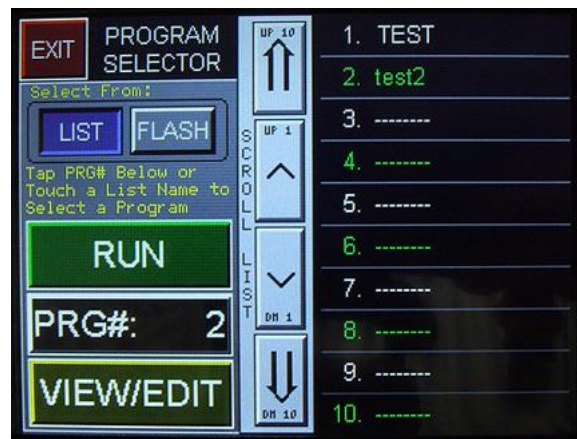 EXIT
PROGRAM
SELECTOR
Select From:
LIST
FLASH
Tap PRG# Below or
Touch a List Name to
Select a Program
RUN
PRG#: 2
VIEW/EDIT
UP 10
UP 1
SCROLL LIST
DN 1
DN 10
1. TEST
2. test2
3. --------
4. --------
5. --------
6. --------
7. --------
8. --------
9. --------
10. --------